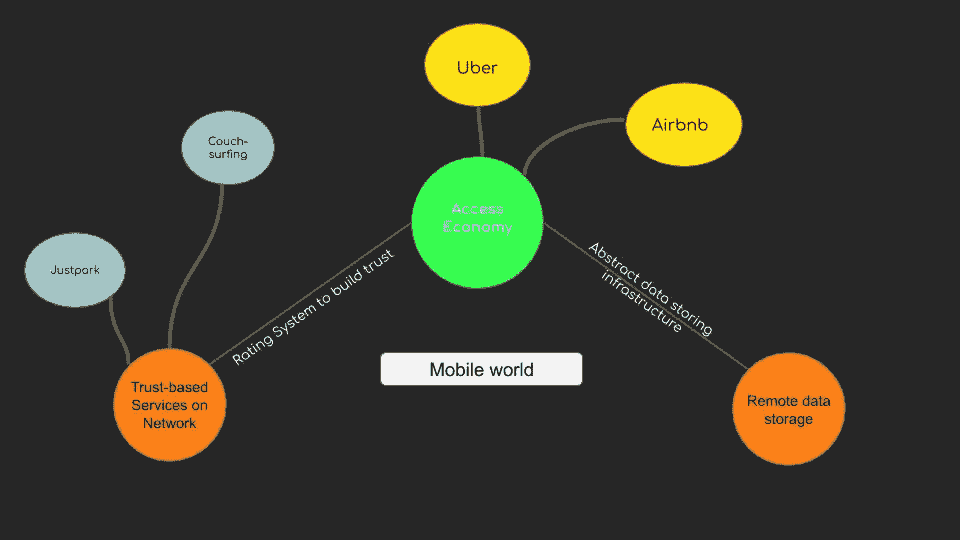 Uber
Airbnb
Couch-
surfing
Access
Economy
Justpark
Rating System to build trust
Abstract data storing
infrastructure
Mobile world
Trust-based
Services on
Network
Remote data
storage